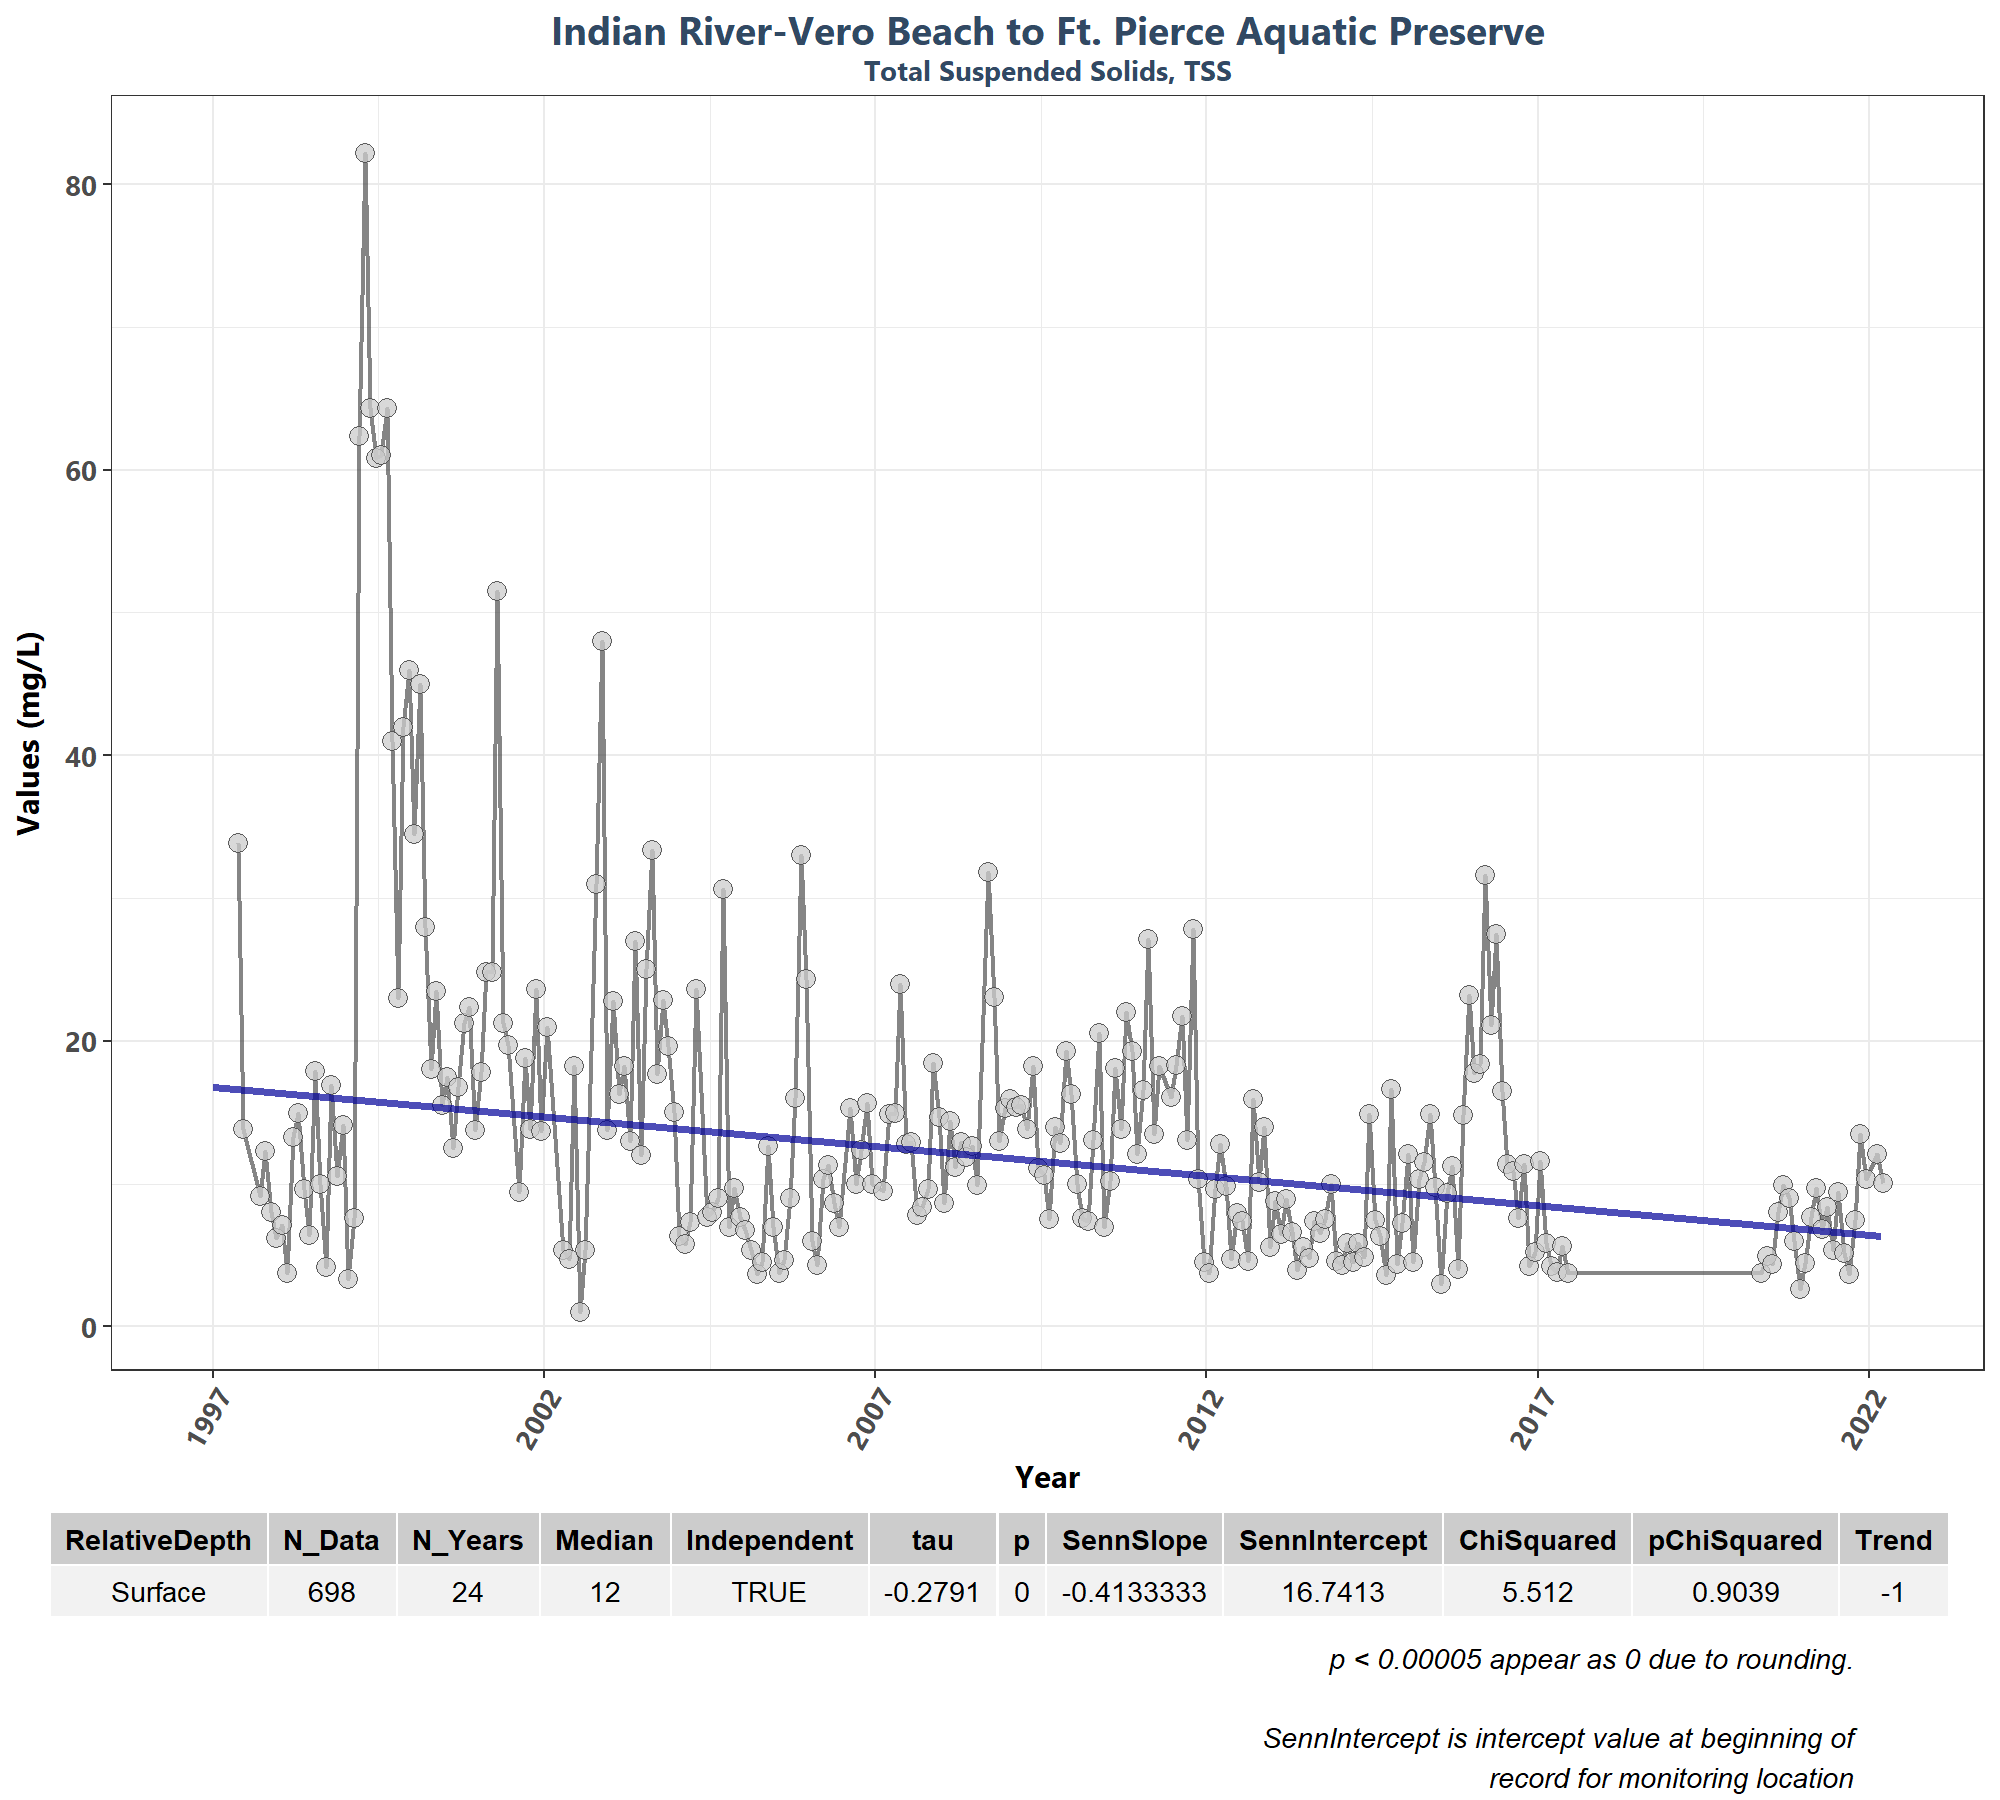 Indian River-Vero Beach to Ft. Pierce Aquatic Preserve
Total Suspended Solids, TSS
Values (mg/L)
80
60
40
20
0
1997 2002 2007 2012 2017 2022
Year
RelativeDepth N_Data N_Years Median Independent tau p SennSlope SennIntercept ChiSquared pChiSquared Trend
Surface 698 24 12 TRUE -0.2791 0 -0.4133333 16.7413 5.512 0.9039 -1
p < 0.00005 appear as 0 due to rounding.
SennIntercept is intercept value at beginning of
record for monitoring location